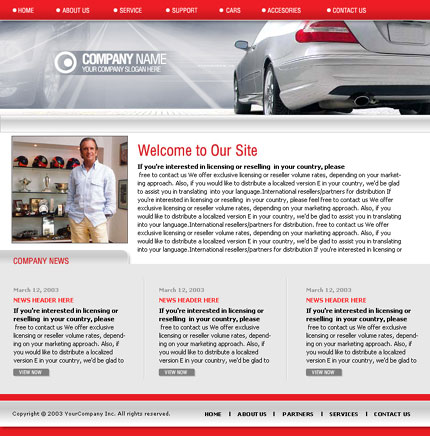 HOME ABOUT US SERVICE SUPPORT CARS ACCESORIES CONTACT US
COMPANY NAME
YOUR COMPANY SLOGAN HERE
Welcome to Our Site
If you're interested in licensing or reselling in your country, please
free to contact us We offer exclusive licensing or reseller volume rates, depending on your market-
ing approach. Also, if you would like to distribute a localized version E in your country, we'd be glad
to assist you in translating into your language.International resellers/partners for distribution If
you're interested in licensing or reselling in your country, please feel free to contact us We offer
exclusive licensing or reseller volume rates, depending on your marketing approach. Also, if you
would like to distribute a localized version E in your country, we'd be glad to assist you in translating
into your language.International resellers/partners for distribution. free to contact us We offer
exclusive licensing or reseller volume rates, depending on your marketing approach. Also, if you
would like to distribute a localized version E in your country, we'd be glad to assist you in translating
into your language.International resellers/partners for distribution If you're interested in licensing or
COMPANY NEWS
March 12, 2003
NEWS HEADER HERE
If you're interested in licensing or
reselling in your country, please
free to contact us We offer exclusive
licensing or reseller volume rates, depend-
ing on your marketing approach. Also, if
you would like to distribute a localized
version E in your country, we'd be glad to
VIEW NOW
March 12, 2003
NEWS HEADER HERE
If you're interested in licensing or
reselling in your country, please
free to contact us We offer exclusive
licensing or reseller volume rates, depend-
ing on your marketing approach. Also, if
you would like to distribute a localized
version E in your country, we'd be glad to
VIEW NOW
March 12, 2003
NEWS HEADER HERE
If you're interested in licensing or
reselling in your country, please
free to contact us We offer exclusive
licensing or reseller volume rates, depend-
ing on your marketing approach. Also, if
you would like to distribute a localized
version E in your country, we'd be glad to
VIEW NOW
Copyright © 2003 YourCompany Inc. All rights reserved. HOME | ABOUT US | PARTNERS | SERVICES | CONTACT US